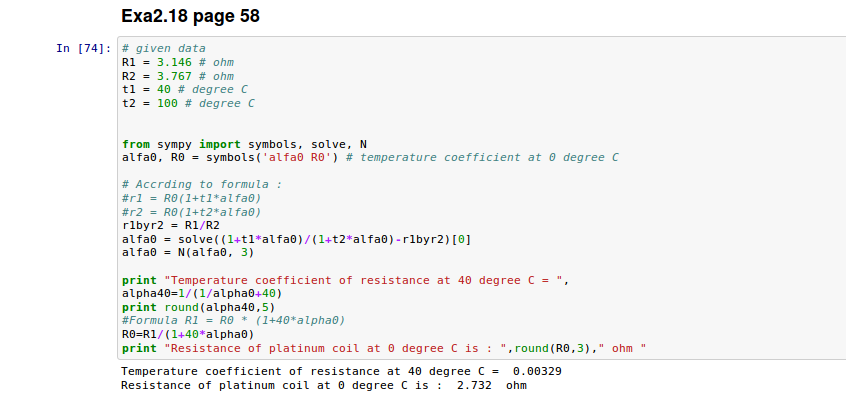 Exa2.18 page 58
In [74]: # given data
R1 = 3.146 # ohm
R2 = 3.767 # ohm
t1 = 40 # degree C
t2 = 100 # degree C
from sympy import symbols, solve, N
alfa0, R0 = symbols('alfa0 R0') # temperature coefficient at 0 degree C
# Accrding to formula :
#r1 = R0(1+t1*alfa0)
#r2 = R0(1+t2*alfa0)
r1byr2 = R1/R2
alfa0 = solve((1+t1*alfa0)/(1+t2*alfa0)-r1byr2)[0]
alfa0 = N(alfa0, 3)
print "Temperature coefficient of resistance at 40 degree C = ",
alpha40=1/(1/alpha0+40)
print round(alpha40,5)
#Formula R1 = R0 * (1+40*alpha0)
R0=R1/(1+40*alpha0)
print "Resistance of platinum coil at 0 degree C is : ",round(R0,3)," ohm "
Temperature coefficient of resistance at 40 degree C =  0.00329
Resistance of platinum coil at 0 degree C is :  2.732  ohm